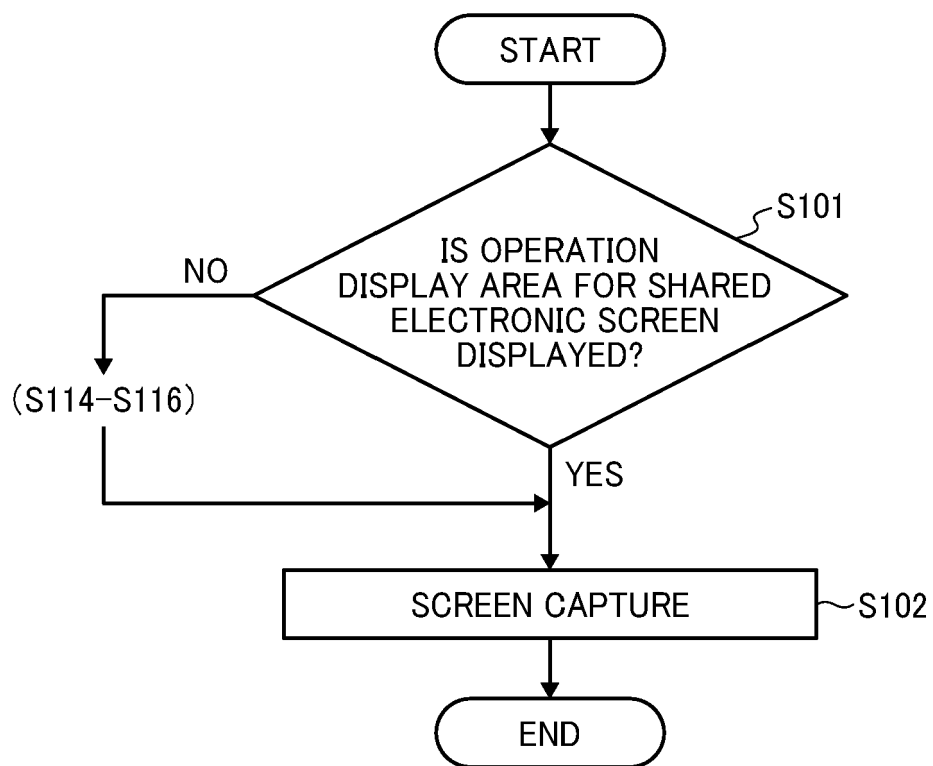 START
S101
IS OPERATION
DISPLAY AREA FOR SHARED
ELECTRONIC SCREEN
DISPLAYED?
NO
(S114-S116)
YES
SCREEN CAPTURE
S102
END